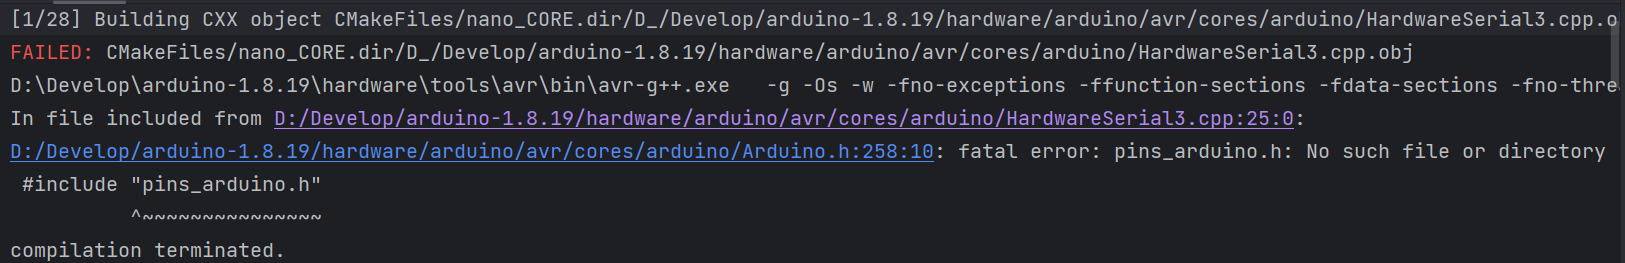 [1/28] Building CXX object CMakeFiles/nano_CORE.dir/D_/Develop/arduino-1.8.19/hardware/arduino/avr/cores/arduino/HardwareSerial3.cpp.o
FAILED: CMakeFiles/nano_CORE.dir/D_/Develop/arduino-1.8.19/hardware/arduino/avr/cores/arduino/HardwareSerial3.cpp.obj
D:\Develop\arduino-1.8.19\hardware\tools\avr\bin\avr-g++.exe   -g -Os -w -fno-exceptions -ffunction-sections -fdata-sections -fno-thre
In file included from D:/Develop/arduino-1.8.19/hardware/arduino/avr/cores/arduino/HardwareSerial3.cpp:25:0:
D:/Develop/arduino-1.8.19/hardware/arduino/avr/cores/arduino/Arduino.h:258:10: fatal error: pins_arduino.h: No such file or directory
 #include "pins_arduino.h"
          ^~~~~~~~~~~~~~~~
compilation terminated.